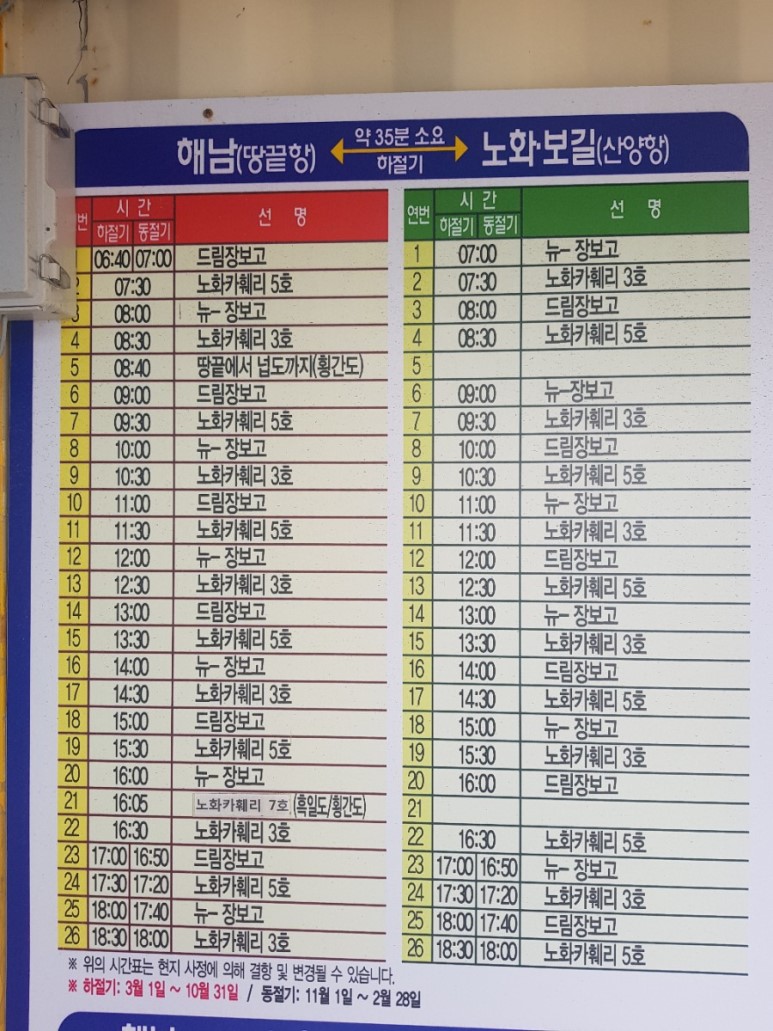 해남(땅끝항) 약 35분 소요 노화·보길(산양항)
하절기
번 시 간 선 명
하절기 동절기
06:40 07:00 드림장보고
2 07:30 노화카훼리 5호
3 08:00 뉴- 장보고
4 08:30 노화카훼리 3호
5 08:40 땅끝에서 넙도까지(횡간도)
6 09:00 드림장보고
7 09:30 노화카훼리 5호
8 10:00 뉴- 장보고
9 10:30 노화카훼리 3호
10 11:00 드림장보고
11 11:30 노화카훼리 5호
12 12:00 뉴- 장보고
13 12:30 노화카훼리 3호
14 13:00 드림장보고
15 13:30 노화카훼리 5호
16 14:00 뉴- 장보고
17 14:30 노화카훼리 3호
18 15:00 드림장보고
19 15:30 노화카훼리 5호
20 16:00 뉴- 장보고
21 16:05 노화카훼리 7호 (흑일도/횡간도)
22 16:30 노화카훼리 3호
23 17:00 16:50 드림장보고
24 17:30 17:20 노화카훼리 5호
25 18:00 17:40 뉴- 장보고
26 18:30 18:00 노화카훼리 3호
연번 시 간 선 명
하절기 동절기
1 07:00 뉴- 장보고
2 07:30 노화카훼리 3호
3 08:00 드림장보고
4 08:30 노화카훼리 5호
5
6 09:00 뉴-장보고
7 09:30 노화카훼리 3호
8 10:00 드림장보고
9 10:30 노화카훼리 5호
10 11:00 뉴- 장보고
11 11:30 노화카훼리 3호
12 12:00 드림장보고
13 12:30 노화카훼리 5호
14 13:00 뉴- 장보고
15 13:30 노화카훼리 3호
16 14:00 드림장보고
17 14:30 노화카훼리 5호
18 15:00 뉴- 장보고
19 15:30 노화카훼리 3호
20 16:00 드림장보고
21
22 16:30 노화카훼리 5호
23 17:00 16:50 뉴- 장보고
24 17:30 17:20 노화카훼리 3호
25 18:00 17:40 드림장보고
26 18:30 18:00 노화카훼리 5호
※ 위의 시간표는 현지 사정에 의해 결항 및 변경될 수 있습니다.
※ 하절기: 3월 1일 ~ 10월 31일 / 동절기: 11월 1일 ~ 2월 28일